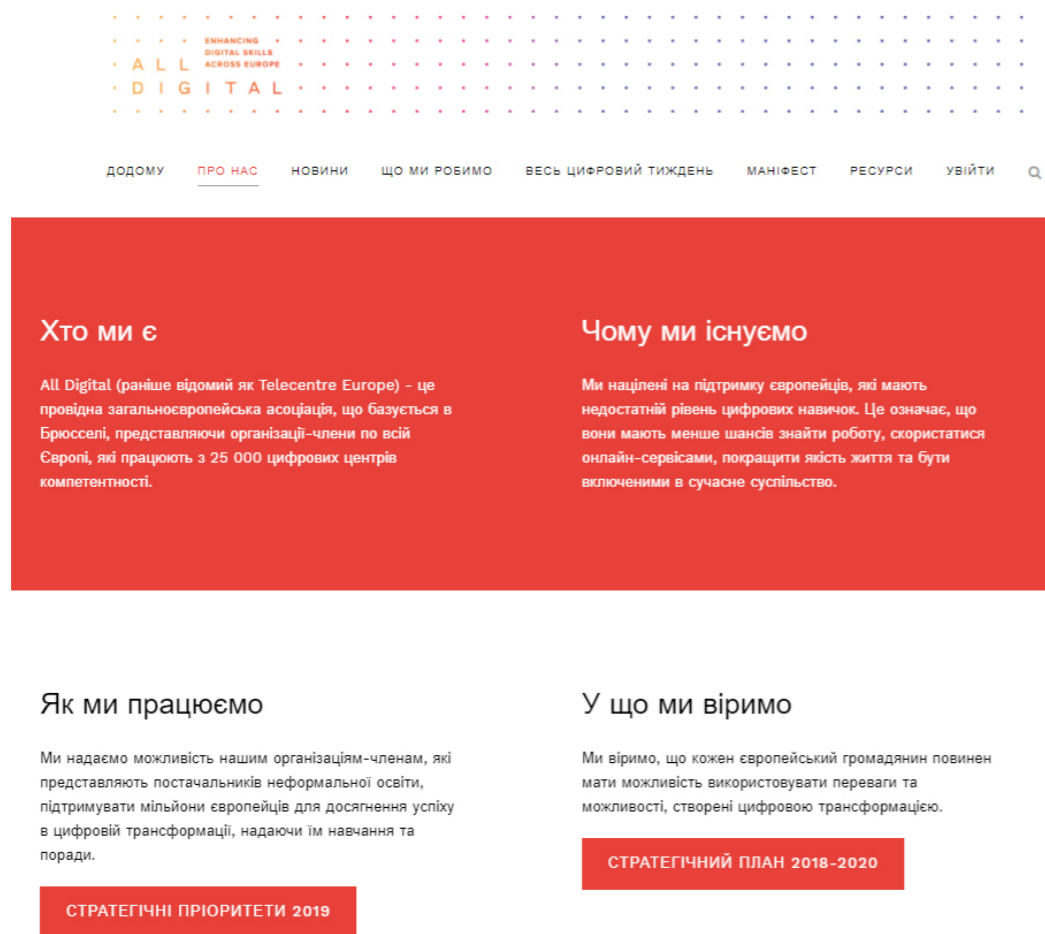 ENHANCING
DIGITAL SKILLS
ACROSS EUROPE
ALL
DIGITAL
ДОДОМУ ПРО НАС НОВИНИ ЩО МИ РОБИМО ВЕСЬ ЦИФРОВИЙ ТИЖДЕНЬ МАНІФЕСТ РЕСУРСИ УВІЙТИ
Хто ми є
All Digital (раніше відомий як Telecentre Europe) - це
провідна загальноєвропейська асоціація, що базується в
Брюсселі, представляючи організації-члени по всій
Європі, які працюють з 25 000 цифрових центрів
компетентності.
Чому ми існуємо
Ми націлені на підтримку європейців, які мають
недостатній рівень цифрових навичок. Це означає, що
вони мають менше шансів знайти роботу, скористатися
онлайн-сервісами, покращити якість життя та бути
включеними в сучасне суспільство.
Як ми працюємо
Ми надаємо можливість нашим організаціям-членам, які
представляють постачальників неформальної освіти,
підтримувати мільйони європейців для досягнення успіху
в цифровій трансформації, надаючи їм навчання та
поради.
СТРАТЕГІЧНІ ПРІОРИТЕТИ 2019
У що ми віримо
Ми віримо, що кожен європейський громадянин повинен
мати можливість використовувати переваги та
можливості, створені цифровою трансформацією.
СТРАТЕГІЧНИЙ ПЛАН 2018-2020